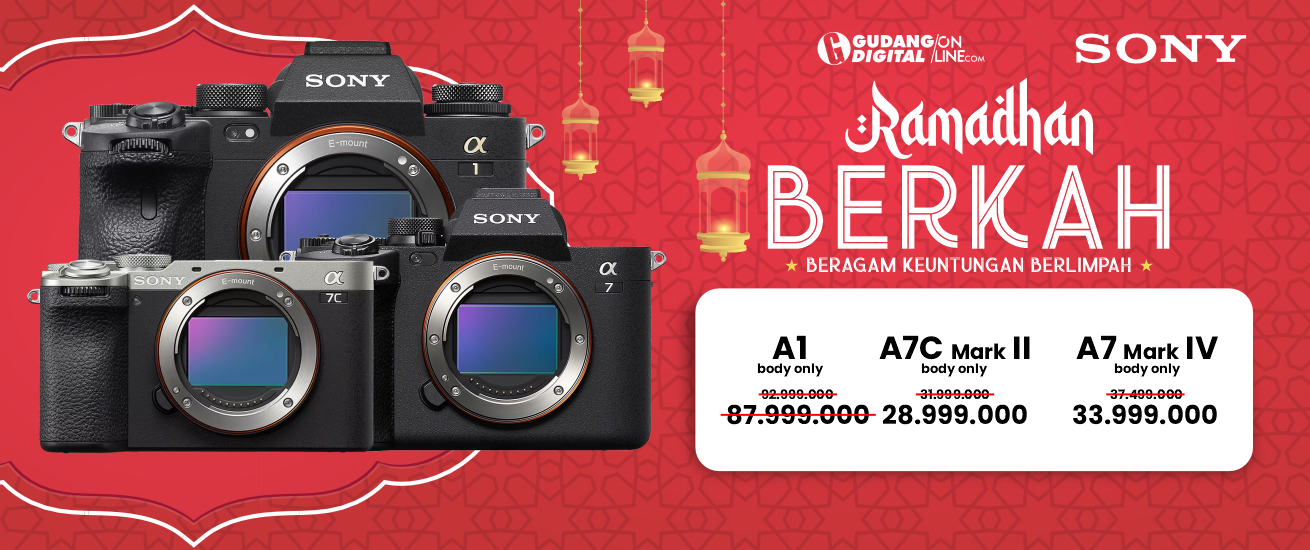 SONY
E-mount
α
1
SONY
E-mount
α
7
SONY
E-mount
α
7C
GUDANG/ON
DIGITAL/LINE.COM
SONY
Ramadhan
BERKAH
★ BERAGAM KEUNTUNGAN BERLIMPAH ★
A1
body only
92.999.000
87.999.000
A7C Mark II
body only
31.999.000
28.999.000
A7 Mark IV
body only
37.499.000
33.999.000